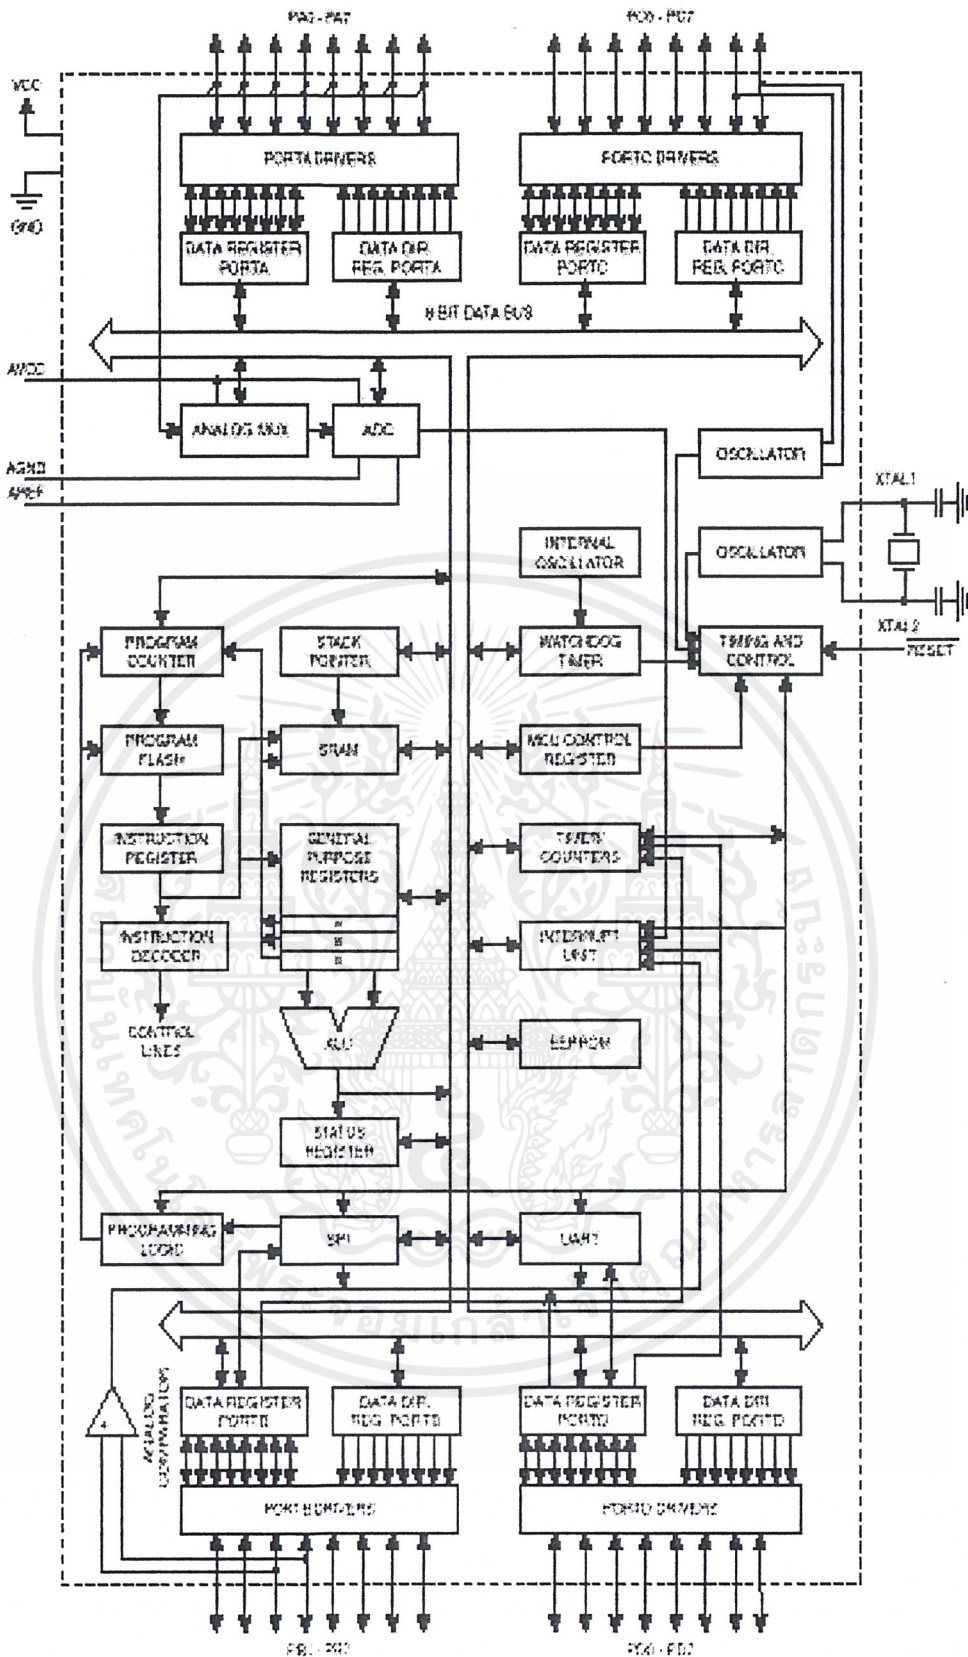 PA0 - PA7
PC0 - PC7
VCC
GND
PORTA DRIVERS
PORTC DRIVERS
DATA REGISTER
PORTA
DATA DIR.
REG. PORTA
DATA REGISTER
PORTC
DATA DIR.
REG. PORTC
8 BIT DATA BUS
AVCC
ANALOG MUX
ADC
AGND
AREF
OSCILLATOR
XTAL1
OSCILLATOR
INTERNAL
OSCILLATOR
XTAL2
RESET
PROGRAM
COUNTER
STACK
POINTER
WATCHDOG
TIMER
TIMING AND
CONTROL
PROGRAM
FLASH
SRAM
MCU CONTROL
REGISTER
INSTRUCTION
REGISTER
GENERAL
PURPOSE
REGISTERS
TIMER/
COUNTERS
X
Y
Z
INSTRUCTION
DECODER
INTERRUPT
UNIT
CONTROL
LINES
ALU
EEPROM
STATUS
REGISTER
PROGRAMMING
LOGIC
SPI
UART
ANALOG
COMPARATOR
+
DATA REGISTER
PORTB
DATA DIR.
REG. PORTB
DATA REGISTER
PORTD
DATA DIR.
REG. PORTD
PORTB DRIVERS
PORTD DRIVERS
PB0 - PB7
PD0 - PD7